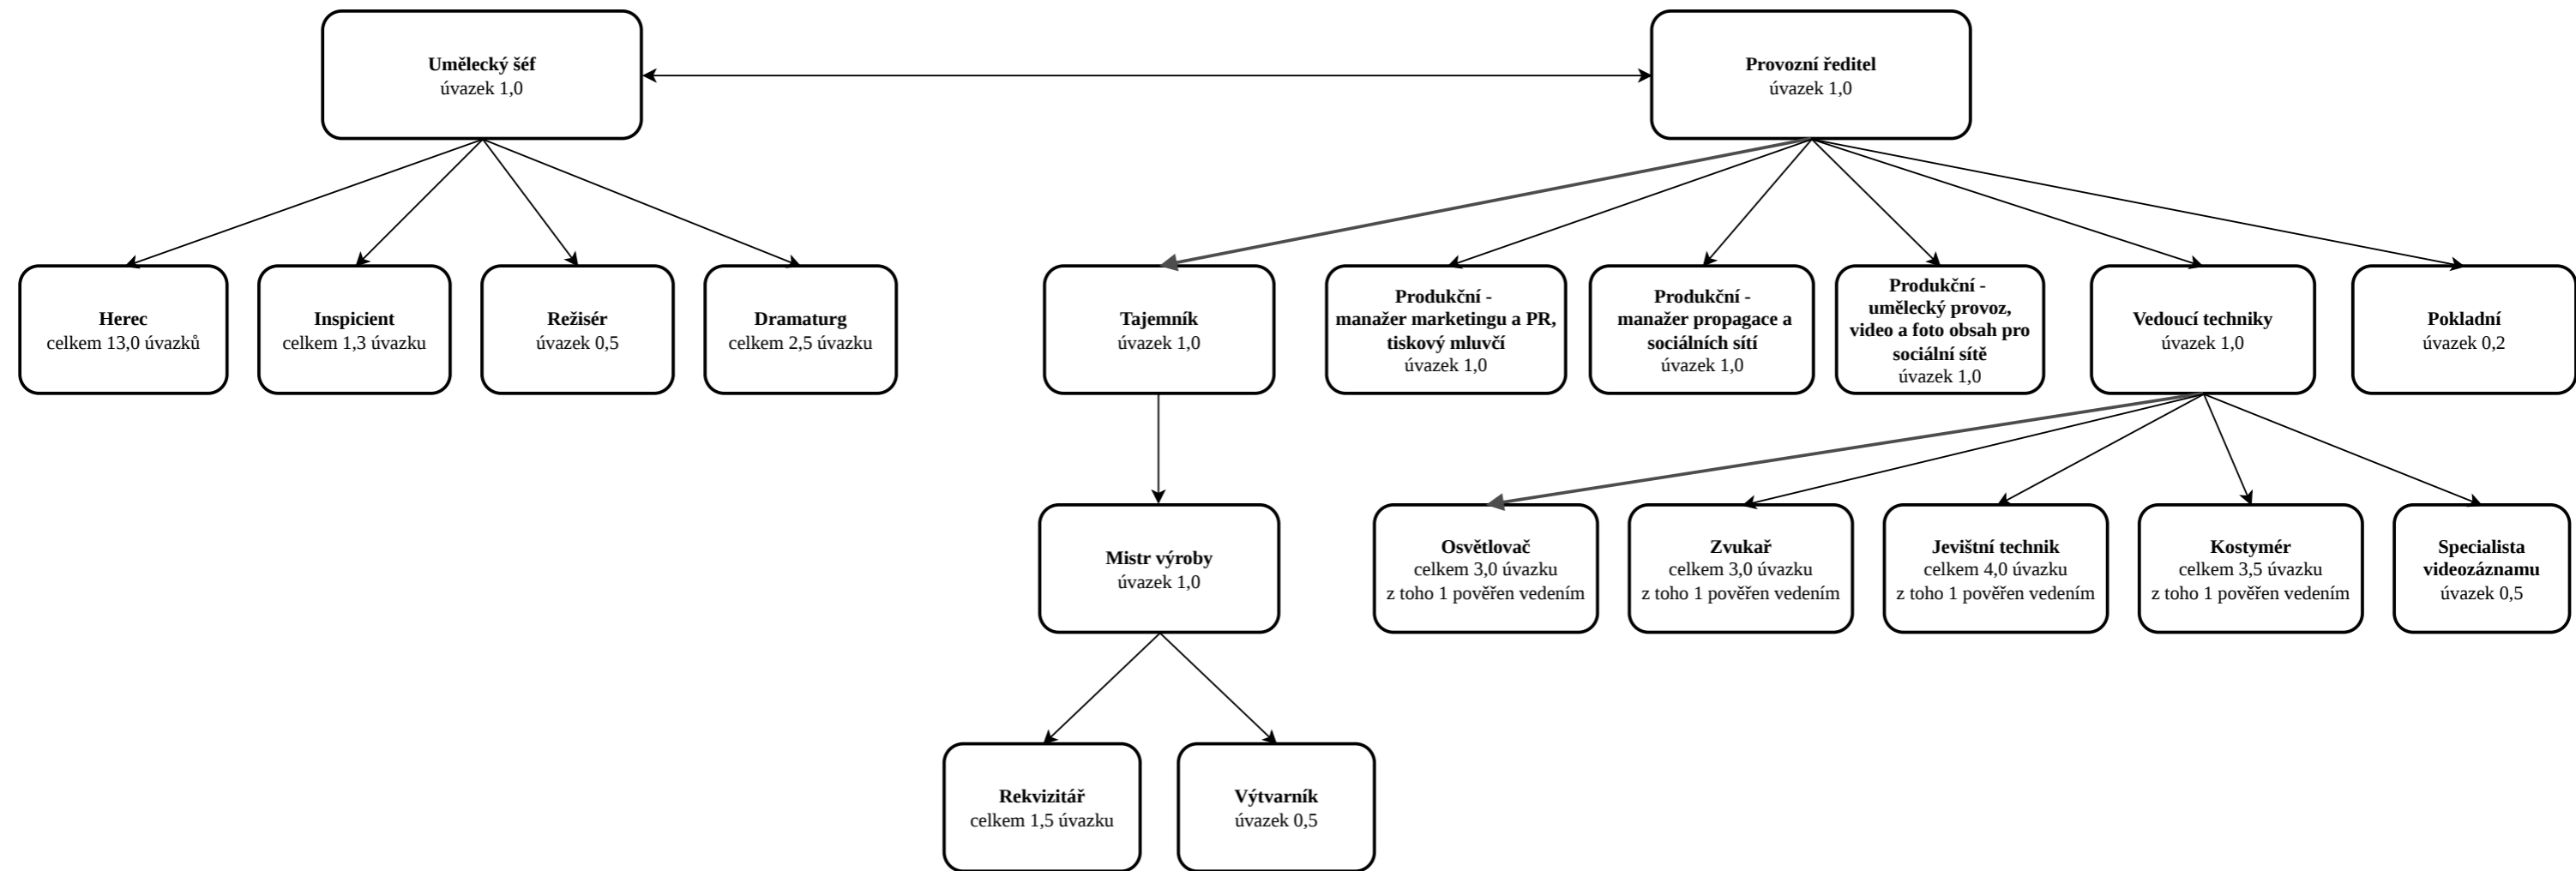 Umělecký šéf
úvazek 1,0
Provozní ředitel
úvazek 1,0
Herec
celkem 13,0 úvazků
Inspicient
celkem 1,3 úvazku
Režisér
úvazek 0,5
Dramaturg
celkem 2,5 úvazku
Tajemník
úvazek 1,0
Produkční -
manažer marketingu a PR,
tiskový mluvčí
úvazek 1,0
Produkční -
manažer propagace a
sociálních sítí
úvazek 1,0
Produkční -
umělecký provoz,
video a foto obsah pro
sociální sítě
úvazek 1,0
Vedoucí techniky
úvazek 1,0
Pokladní
úvazek 0,2
Mistr výroby
úvazek 1,0
Osvětlovač
celkem 3,0 úvazku
z toho 1 pověřen vedením
Zvukař
celkem 3,0 úvazku
z toho 1 pověřen vedením
Jevištní technik
celkem 4,0 úvazku
z toho 1 pověřen vedením
Kostymér
celkem 3,5 úvazku
z toho 1 pověřen vedením
Specialista
videozáznamu
úvazek 0,5
Rekvizitář
celkem 1,5 úvazku
Výtvarník
úvazek 0,5